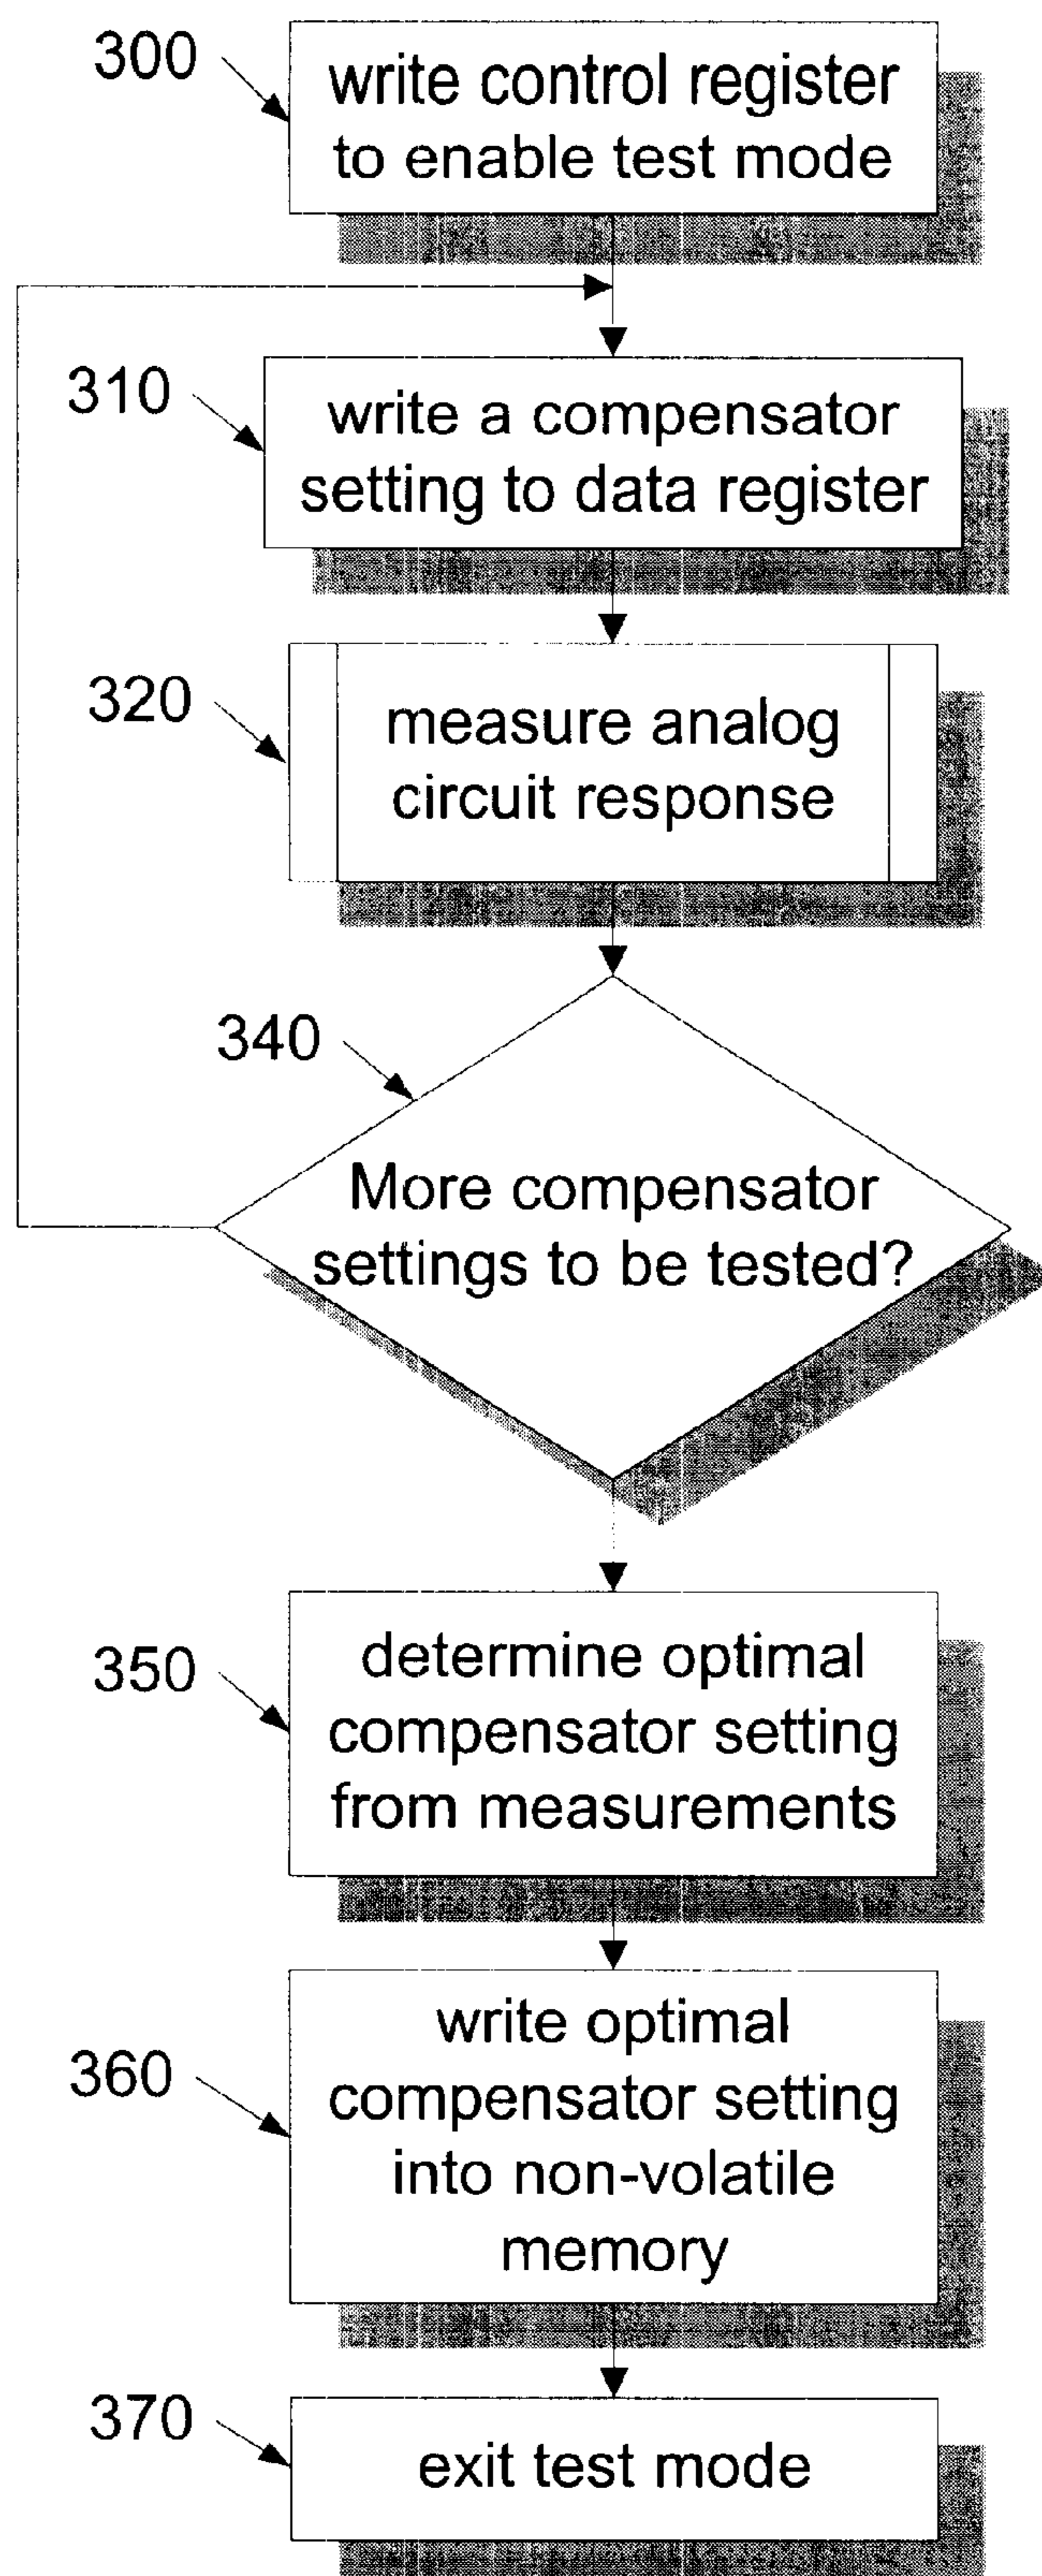 300
write control register
to enable test mode
310
write a compensator
setting to data register
320
measure analog
circuit response
340
More compensator
settings to be tested?
350
determine optimal
compensator setting
from measurements
360
write optimal
compensator setting
into non-volatile
memory
370
exit test mode